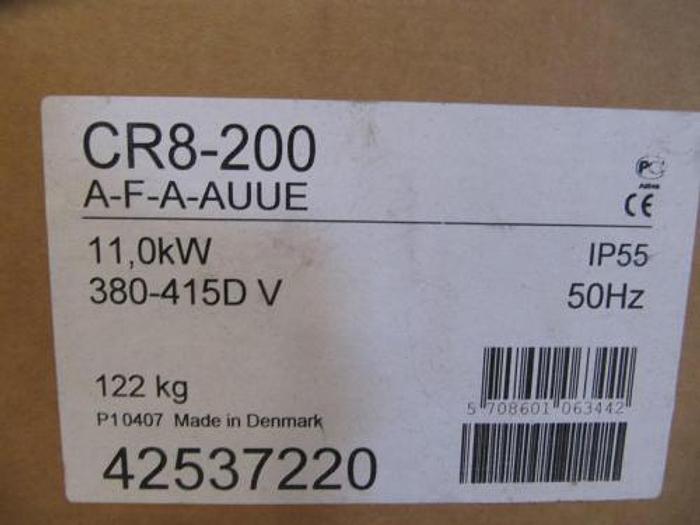 CR8-200
A-F-A-AUUE
CE
11,0kW
IP55
380-415D V
50Hz
122 kg
5 708601 063442
P10407 Made in Denmark
42537220